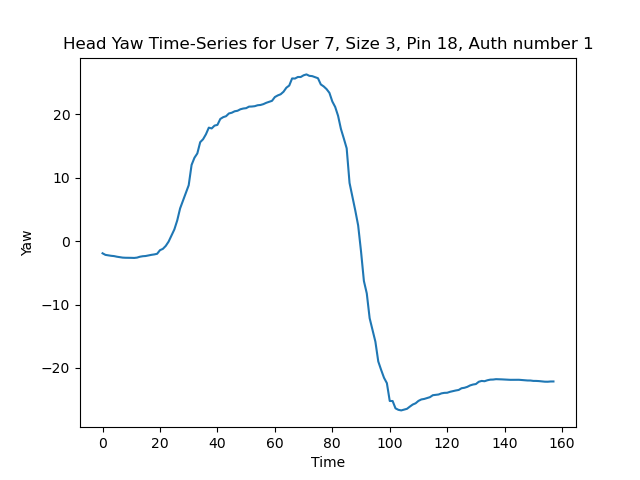 Head Yaw Time-Series for User 7, Size 3, Pin 18, Auth number 1
20
10
0
−10
−20
Yaw
0 20 40 60 80 100 120 140 160
Time